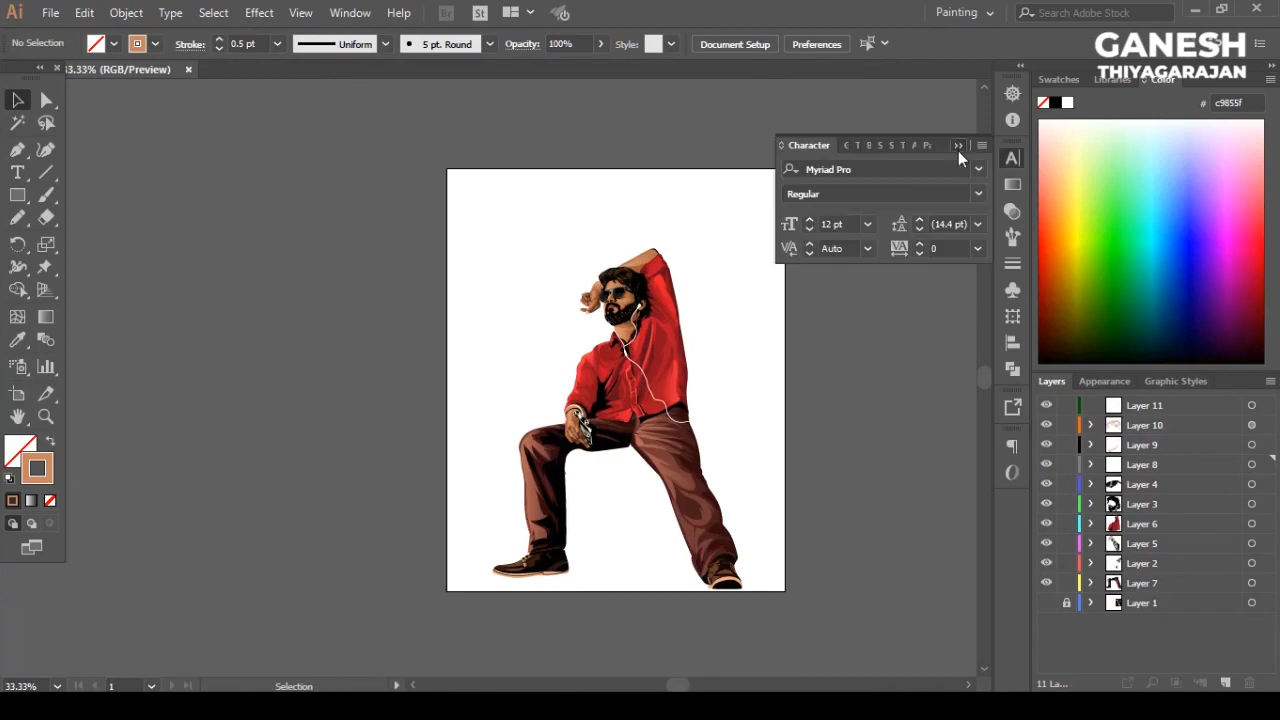 Ai File Edit Object Type Select Effect View Window Help Br St Painting Search Adobe Stock
No Selection Stroke: 0.5 pt Uniform 5 pt. Round Opacity: 100% Style: Document Setup Preferences
GANESH
THIYAGARAJAN
3.33% (RGB/Preview)
Swatches Libraries Color
# c9855f
Character C T B S S T A Pa
Myriad Pro
Regular
12 pt (14.4 pt)
Auto 0
Layers Appearance Graphic Styles
Layer 11
Layer 10
Layer 9
Layer 8
Layer 4
Layer 3
Layer 6
Layer 5
Layer 2
Layer 7
Layer 1
33.33% 1 Selection 11 La...